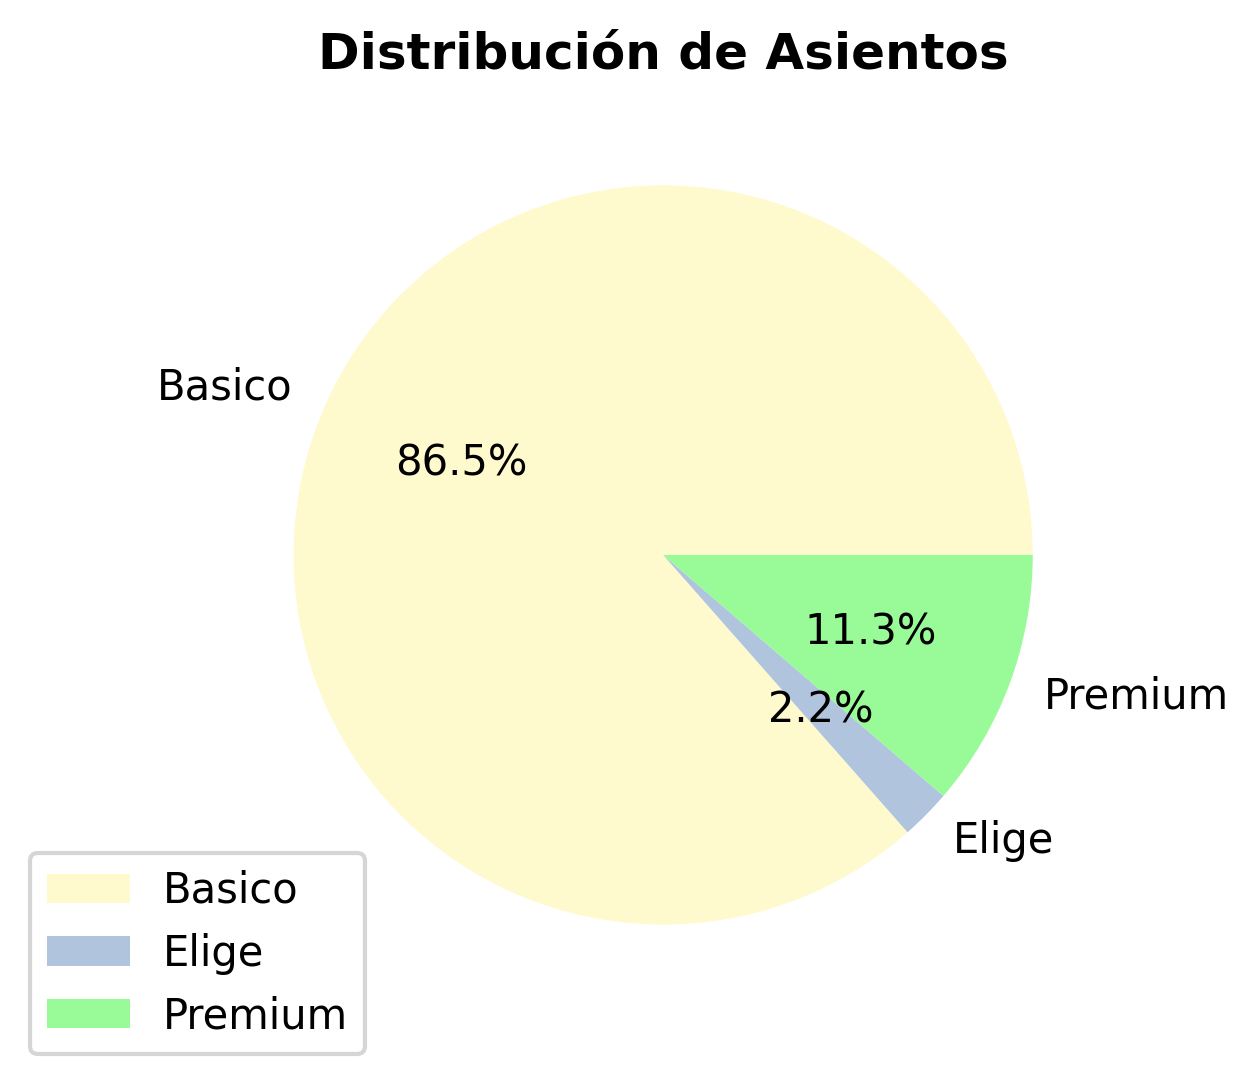 Distribución de Asientos
Basico
86.5%
11.3%
Premium
2.2%
Elige
Basico
Elige
Premium